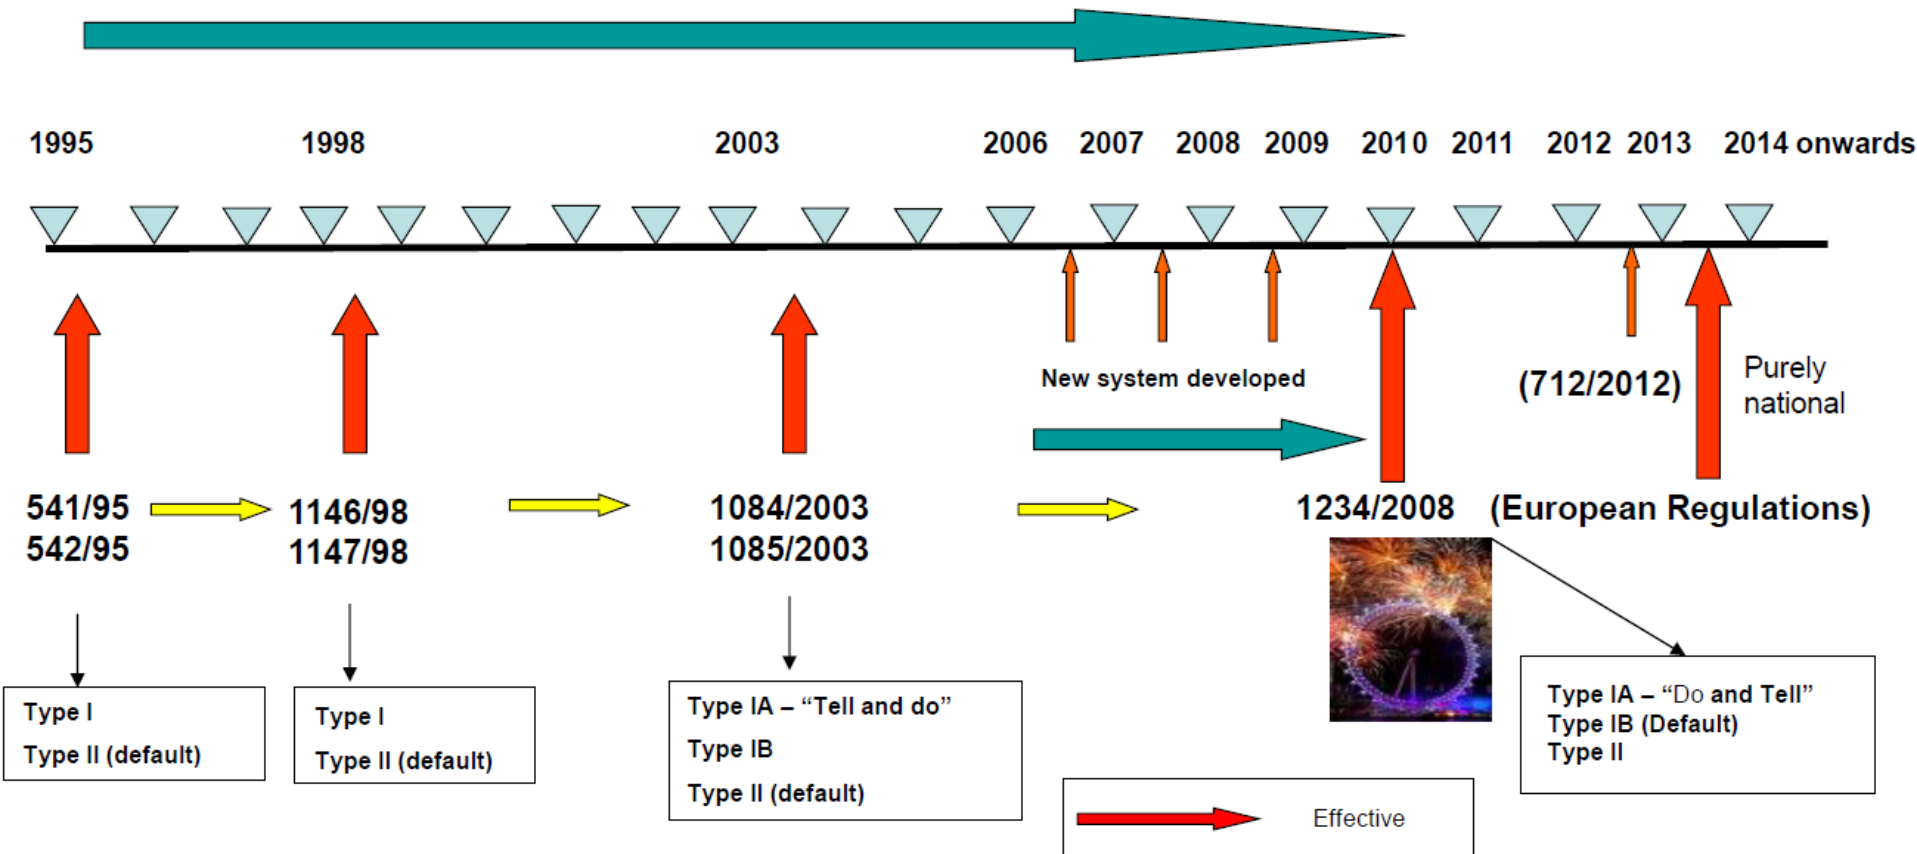 1995 1998 2003 2006 2007 2008 2009 2010 2011 2012 2013 2014 onwards
New system developed
(712/2012)
Purely
national
541/95
542/95
1146/98
1147/98
1084/2003
1085/2003
1234/2008
(European Regulations)
Type I
Type II (default)
Type I
Type II (default)
Type IA – “Tell and do”
Type IB
Type II (default)
Type IA – “Do and Tell”
Type IB (Default)
Type II
Effective